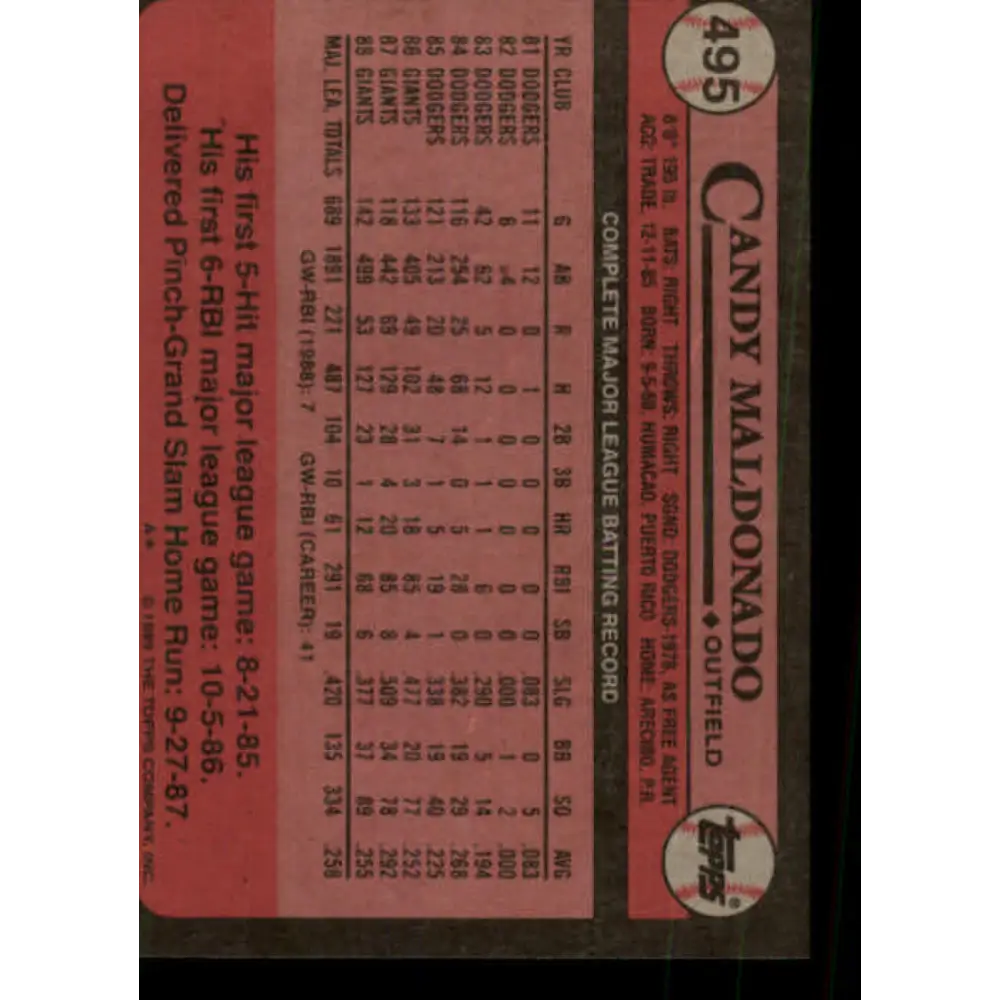 495
CANDY MALDONADO ◆ OUTFIELD
TOPPS®
6'0" 195 lb. BATS: RIGHT THROWS: RIGHT SGND: DODGERS-1978, AS FREE AGENT
ACQ: TRADE, 12-11-85 BORN: 9-5-60, HUMACAO, PUERTO RICO HOME: ARECIBO, P.R.
COMPLETE MAJOR LEAGUE BATTING RECORD
YR CLUB G AB R H 2B 3B HR RBI SB SLG BB SO AVG
81 DODGERS 11 12 0 1 0 0 0 0 0 .083 0 5 .083
82 DODGERS 6 4 0 0 0 0 0 0 0 .000 1 2 .000
83 DODGERS 42 62 5 12 1 1 1 6 0 .290 5 14 .194
84 DODGERS 116 254 25 68 14 0 5 28 0 .382 19 29 .268
85 DODGERS 121 213 20 48 7 1 5 19 1 .338 19 40 .225
86 GIANTS 133 405 49 102 31 3 18 85 4 .477 20 77 .252
87 GIANTS 118 442 69 129 28 4 20 85 8 .509 34 78 .292
88 GIANTS 142 499 53 127 23 1 12 68 6 .377 37 89 .255
MAJ. LEA. TOTALS 689 1891 221 487 104 10 61 291 19 .420 135 334 .258
GW-RBI (1988): 7 GW-RBI (CAREER): 41
His first 5-Hit major league game: 8-21-85.
His first 6-RBI major league game: 10-5-86.
Delivered Pinch-Grand Slam Home Run: 9-27-87.
A* © 1989 THE TOPPS COMPANY, INC.